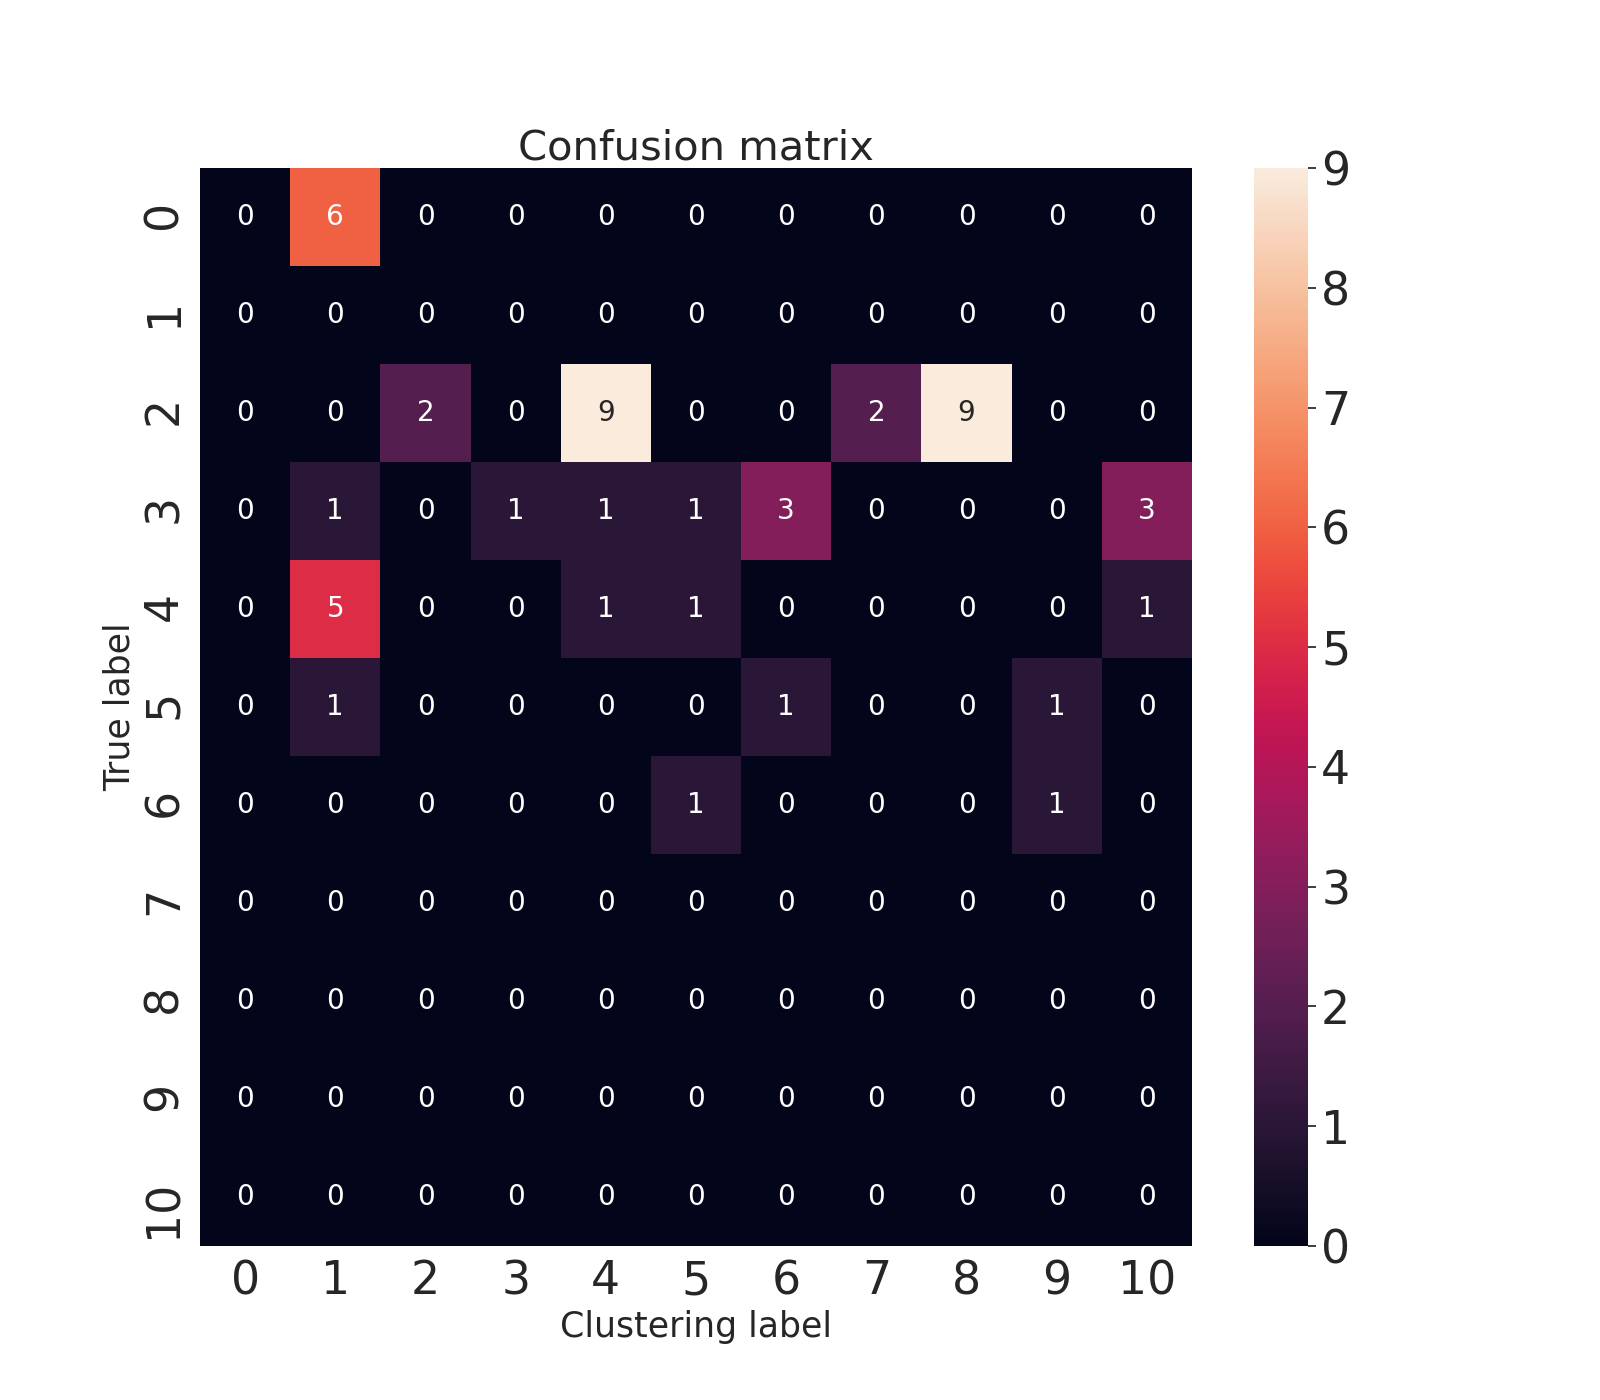 Confusion matrix
0 0 6 0 0 0 0 0 0 0 0 0
1 0 0 0 0 0 0 0 0 0 0 0
2 0 0 2 0 9 0 0 2 9 0 0
3 0 1 0 1 1 1 3 0 0 0 3
4 0 5 0 0 1 1 0 0 0 0 1
5 0 1 0 0 0 0 1 0 0 1 0
6 0 0 0 0 0 1 0 0 0 1 0
7 0 0 0 0 0 0 0 0 0 0 0
8 0 0 0 0 0 0 0 0 0 0 0
9 0 0 0 0 0 0 0 0 0 0 0
10 0 0 0 0 0 0 0 0 0 0 0
0 1 2 3 4 5 6 7 8 9 10
True label
Clustering label
9
8
7
6
5
4
3
2
1
0